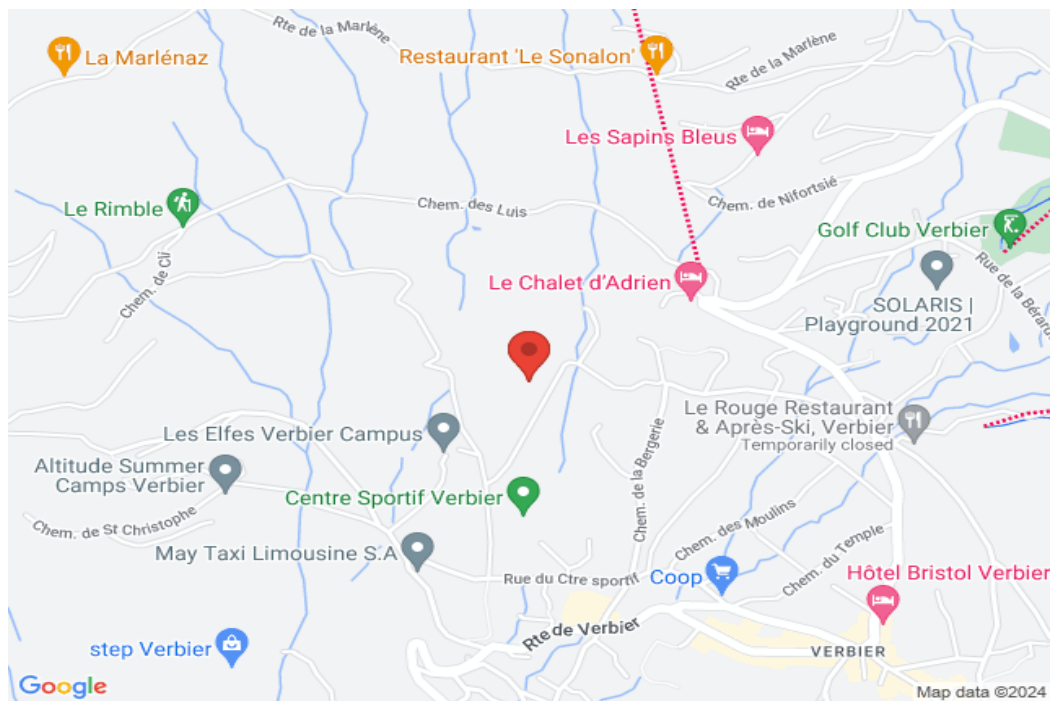 Rte de la Marlène
La Marlénaz
Restaurant 'Le Sonalon'
Rte de la Marlène
Les Sapins Bleus
Chem. de Nifortsié
Le Rimble
Chem. des Luis
Golf Club Verbier
Chem. de Cli
Le Chalet d'Adrien
Rue de la Bérarde
SOLARIS |
Playground 2021
Le Rouge Restaurant
& Après-Ski, Verbier
Temporarily closed
Les Elfes Verbier Campus
Chem. de la Bergerie
Altitude Summer
Camps Verbier
Centre Sportif Verbier
Chem. de St Christophe
Chem. des Moulins
May Taxi Limousine S.A
Chem. du Temple
Rue du Ctre sportif
Coop
Hôtel Bristol Verbier
Rte de Verbier
step Verbier
VERBIER
Google
Map data ©2024